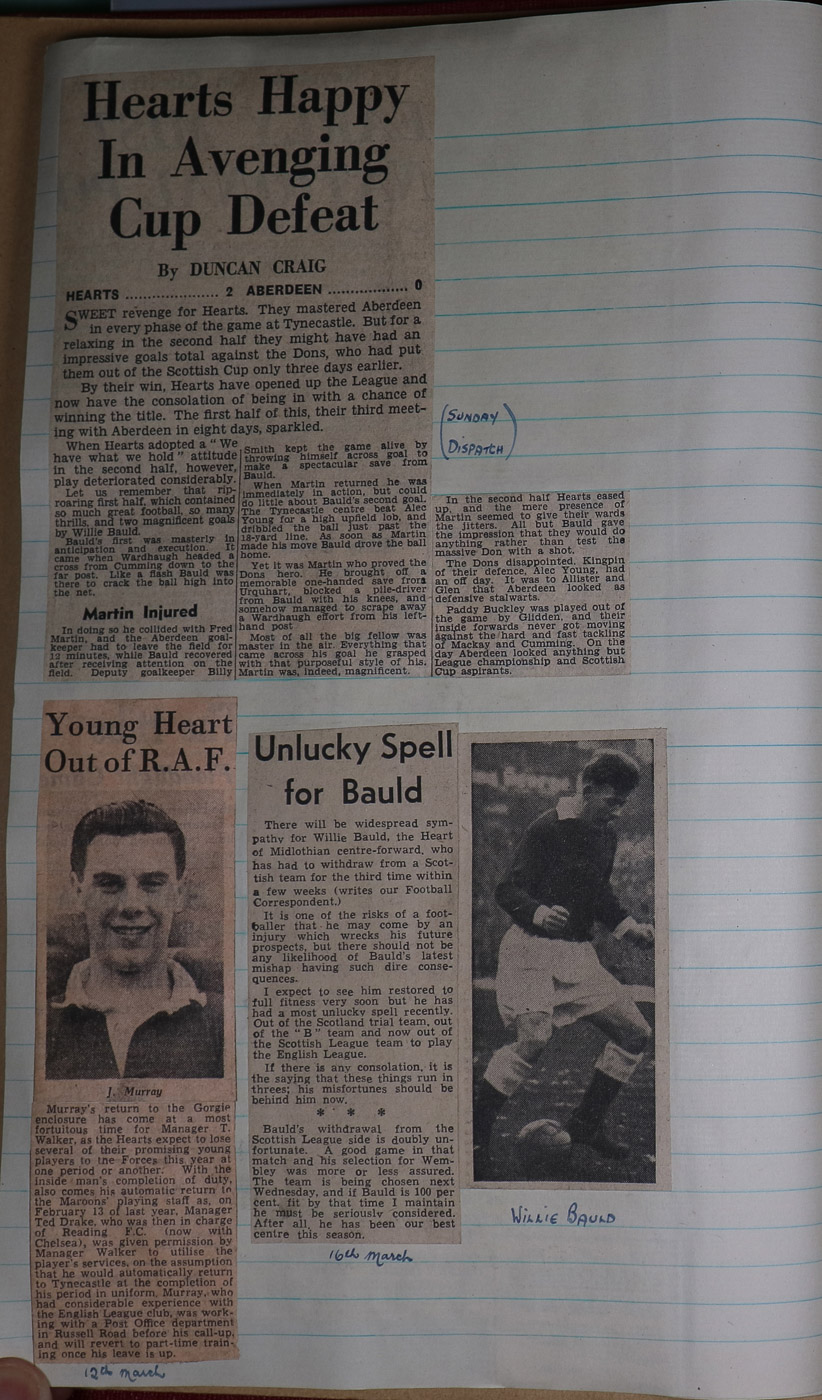 Hearts Happy
In Avenging
Cup Defeat
By DUNCAN CRAIG
HEARTS ..................... 2 ABERDEEN ................. 0
SWEET revenge for Hearts. They mastered Aberdeen
in every phase of the game at Tynecastle. But for a
relaxing in the second half they might have had an
impressive goals total against the Dons, who had put
them out of the Scottish Cup only three days earlier.
By their win, Hearts have opened up the League and
now have the consolation of being in with a chance of
winning the title. The first half of this, their third meet-
ing with Aberdeen in eight days, sparkled.
When Hearts adopted a “We
have what we hold” attitude
in the second half, however,
play deteriorated considerably.
Let us remember that rip-
roaring first half, which contained
so much great football, so many
thrills, and two magnificent goals
by Willie Bauld.
Bauld's first was masterly in
anticipation and execution. It
came when Wardhaugh headed a
cross from Cumming down to the
far post. Like a flash Bauld was
there to crack the ball high into
the net.
Martin Injured
In doing so he collided with Fred
Martin, and the Aberdeen goal-
keeper had to leave the field for
12 minutes, while Bauld recovered
after receiving attention on the
field. Deputy goalkeeper Billy
Smith kept the game alive by
throwing himself across goal to
make a spectacular save from
Bauld.
When Martin returned he was
immediately in action, but could
do little about Bauld's second goal.
The Tynecastle centre beat Alec
Young for a high upfield lob, and
dribbled the ball just past the
18-yard line. As soon as Martin
made his move Bauld drove the ball
home.
Yet it was Martin who proved the
Dons hero. He brought off a
memorable one-handed save from
Urquhart, blocked a pile-driver
from Bauld with his knees, and
somehow managed to scrape away
a Wardhaugh effort from his left-
hand post
Most of all the big fellow was
master in the air. Everything that
came across his goal he grasped
with that purposeful style of his.
Martin was, indeed, magnificent.
In the second half Hearts eased
up, and the mere presence of
Martin seemed to give their wards
the jitters. All but Bauld gave
the impression that they would do
anything rather than test the
massive Don with a shot.
The Dons disappointed. Kingpin
of their defence, Alec Young, had
an off day. It was to Allister and
Glen that Aberdeen looked as
defensive stalwarts.
Paddy Buckley was played out of
the game by Glidden, and their
inside forwards never got moving
against the hard and fast tackling
of Mackay and Cumming. On the
day Aberdeen looked anything but
League championship and Scottish
Cup aspirants.
(SUNDAY
DISPATCH)
Young Heart
Out of R.A.F.
J. Murray
Murray's return to the Gorgie
enclosure has come at a most
fortuitous time for Manager T.
Walker, as the Hearts expect to lose
several of their promising young
players to tne Forces this year at
one period or another. With the
inside man's completion of duty,
also comes his automatic return to
the Maroons' playing staff as, on
February 13 of last year, Manager
Ted Drake, who was then in charge
of Reading F.C. (now with
Chelsea), was given permission by
Manager Walker to utilise the
player's services, on the assumption
that he would automatically return
to Tynecastle at the completion of
his period in uniform. Murray, who
had considerable experience with
the English League club, was work-
ing with a Post Office department
in Russell Road before his call-up,
and will revert to part-time train-
ing once his leave is up.
12th March
Unlucky Spell
for Bauld
There will be widespread sym-
pathy for Willie Bauld, the Heart
of Midlothian centre-forward, who
has had to withdraw from a Scot-
tish team for the third time within
a few weeks (writes our Football
Correspondent.)
It is one of the risks of a foot-
baller that he may come by an
injury which wrecks his future
prospects, but there should not be
any likelihood of Bauld's latest
mishap having such dire conse-
quences.
I expect to see him restored to
full fitness very soon but he has
had a most unlucky spell recently.
Out of the Scotland trial team, out
of the “B” team and now out of
the Scottish League team to play
the English League.
If there is any consolation, it is
the saying that these things run in
threes; his misfortunes should be
behind him now.
* * *
Bauld's withdrawal from the
Scottish League side is doubly un-
fortunate. A good game in that
match and his selection for Wem-
bley was more or less assured.
The team is being chosen next
Wednesday, and if Bauld is 100 per
cent. fit by that time I maintain
he must be seriously considered.
After all, he has been our best
centre this season.
16th March
WILLIE BAULD